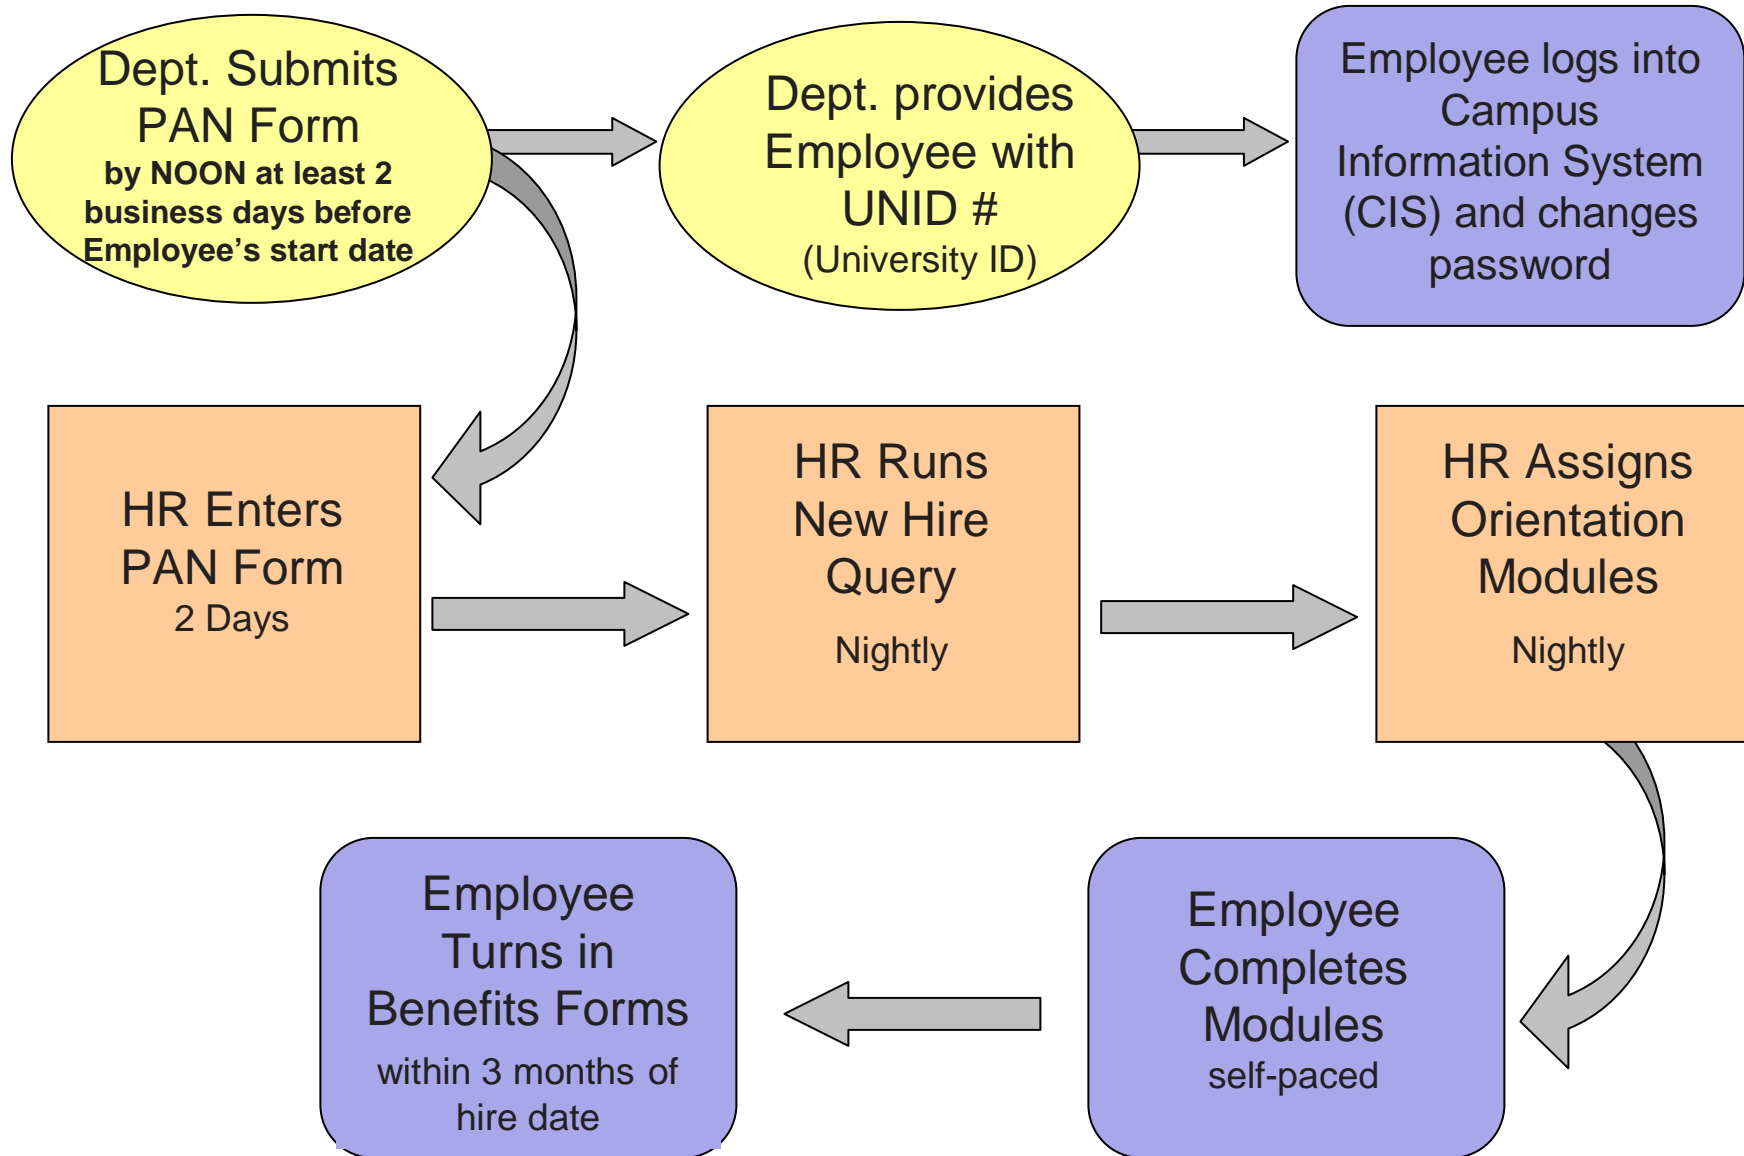 Dept. Submits
PAN Form
by NOON at least 2
business days before
Employee’s start date
Dept. provides
Employee with
UNID #
(University ID)
Employee logs into
Campus
Information System
(CIS) and changes
password
HR Enters
PAN Form
2 Days
HR Runs
New Hire
Query
Nightly
HR Assigns
Orientation
Modules
Nightly
Employee
Turns in
Benefits Forms
within 3 months of
hire date
Employee
Completes
Modules
self-paced